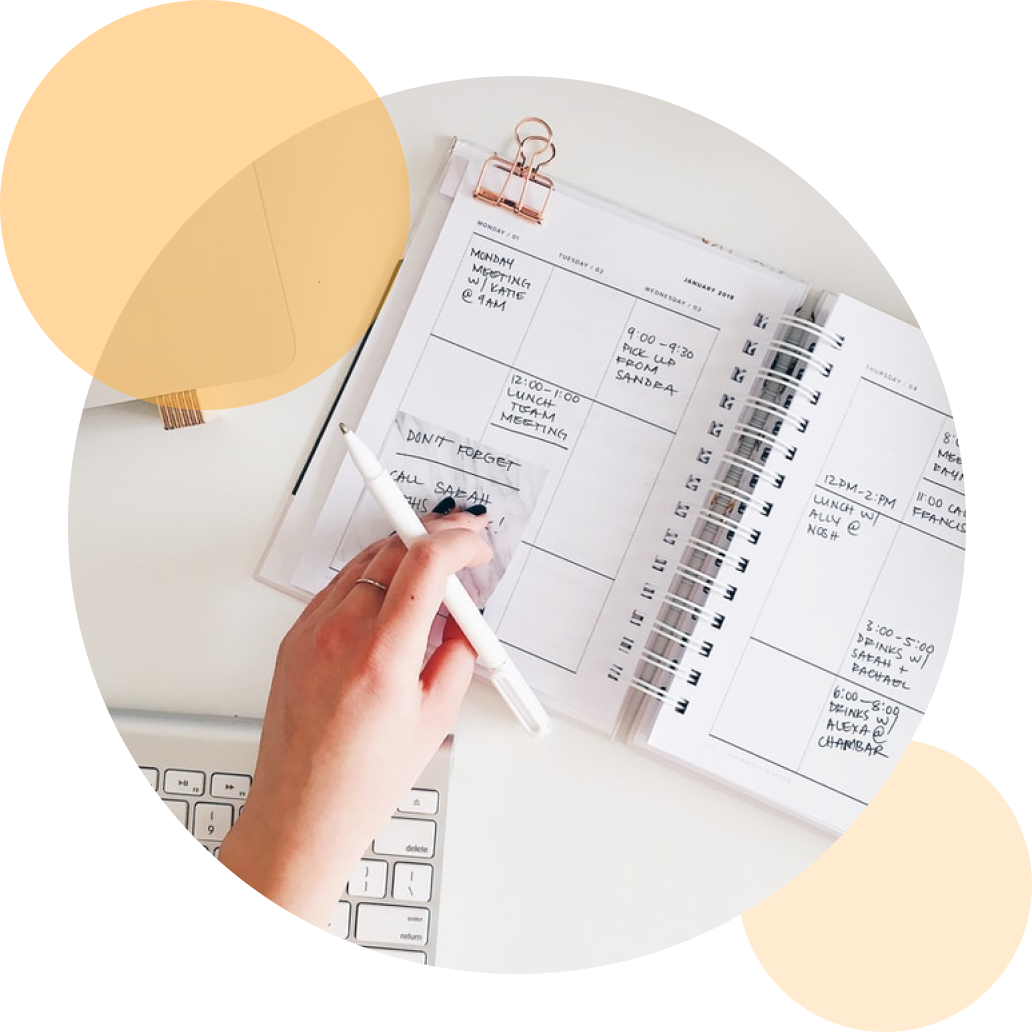 MONDAY / 01
TUESDAY / 02
JANUARY 2018
WEDNESDAY / 03
MONDAY
MEETING
W/ KATIE
@ 9AM
9:00-9:30
PICK UP
FROM
SANDRA
12:00-1:00
LUNCH
TEAM
MEETING
DON'T FORGET
CALL SARAH
THURSDAY / 04
12PM-2:PM
LUNCH W/
ALLY @
NOSH
11:00
3:00-5:00
DRINKS W/
SARAH +
RACHAEL
6:00-8:00
DRINKS W/
ALEXA @
CHAMBAR
9
delete
enter
return